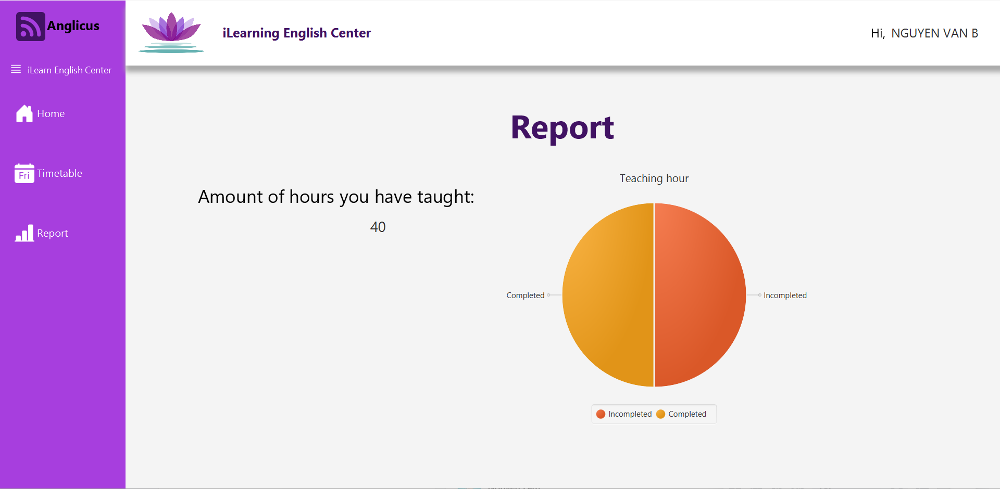 Anglicus
iLearn English Center
Home
Fri
Timetable
Report
iLearning English Center
Hi, NGUYEN VAN B
Report
Amount of hours you have taught:
40
Teaching hour
Completed
Incompleted
Incompleted
Completed